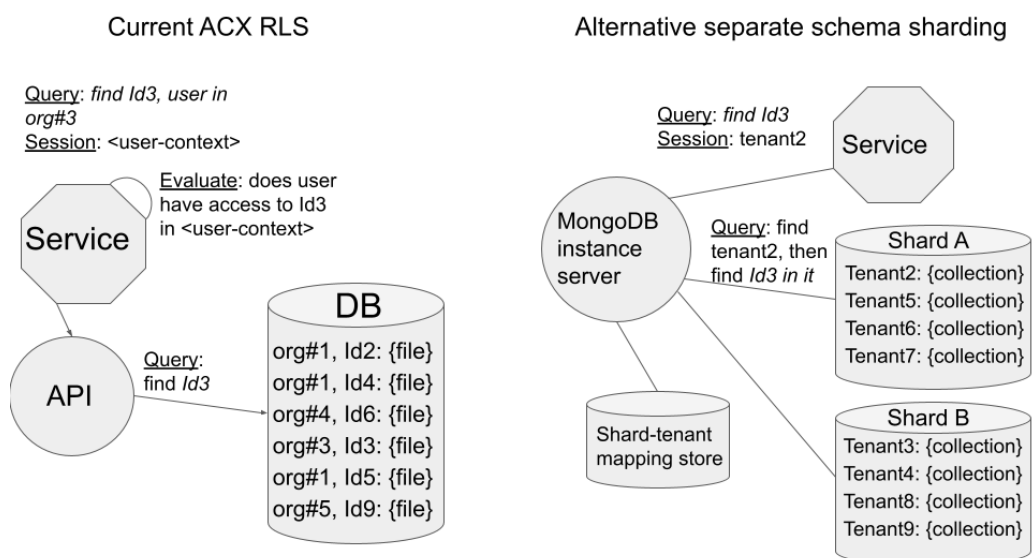 Current ACX RLS
Query: find Id3, user in
org#3
Session: <user-context>
Evaluate: does user
have access to Id3
in <user-context>
Service
API
Query:
find Id3
DB
org#1, Id2: {file}
org#1, Id4: {file}
org#4, Id6: {file}
org#3, Id3: {file}
org#1, Id5: {file}
org#5, Id9: {file}
Alternative separate schema sharding
Query: find Id3
Session: tenant2
Service
MongoDB
instance
server
Query: find
tenant2, then
find Id3 in it
Shard A
Tenant2: {collection}
Tenant5: {collection}
Tenant6: {collection}
Tenant7: {collection}
Shard-tenant
mapping store
Shard B
Tenant3: {collection}
Tenant4: {collection}
Tenant8: {collection}
Tenant9: {collection}